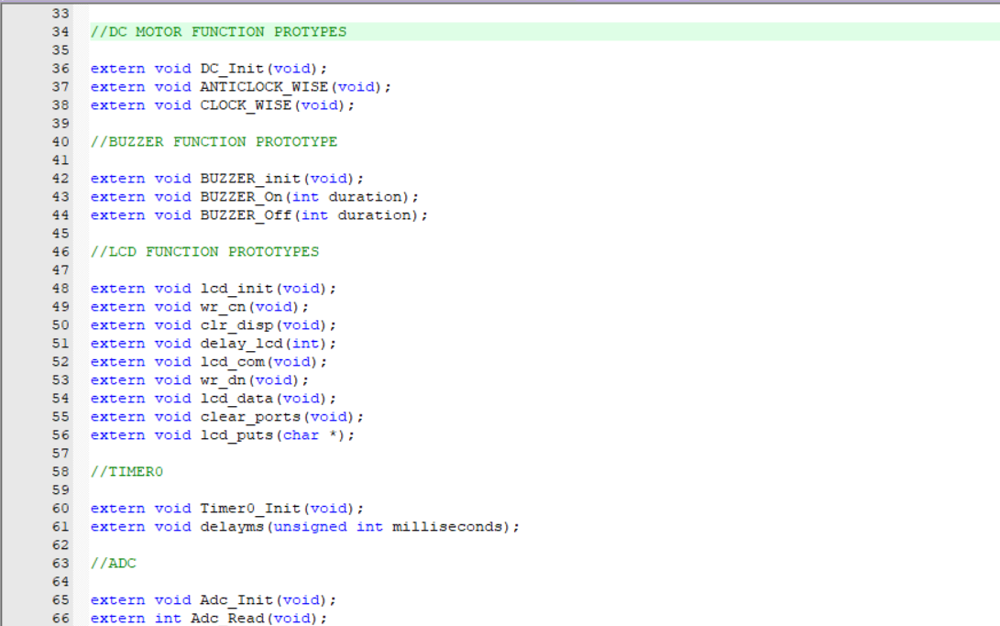 33
34 //DC MOTOR FUNCTION PROTYPES
35
36 extern void DC_Init(void);
37 extern void ANTICLOCK_WISE(void);
38 extern void CLOCK_WISE(void);
39
40 //BUZZER FUNCTION PROTOTYPE
41
42 extern void BUZZER_init(void);
43 extern void BUZZER_On(int duration);
44 extern void BUZZER_Off(int duration);
45
46 //LCD FUNCTION PROTOTYPES
47
48 extern void lcd_init(void);
49 extern void wr_cn(void);
50 extern void clr_disp(void);
51 extern void delay_lcd(int);
52 extern void lcd_com(void);
53 extern void wr_dn(void);
54 extern void lcd_data(void);
55 extern void clear_ports(void);
56 extern void lcd_puts(char *);
57
58 //TIMER0
59
60 extern void Timer0_Init(void);
61 extern void delayms(unsigned int milliseconds);
62
63 //ADC
64
65 extern void Adc_Init(void);
66 extern int Adc_Read(void);